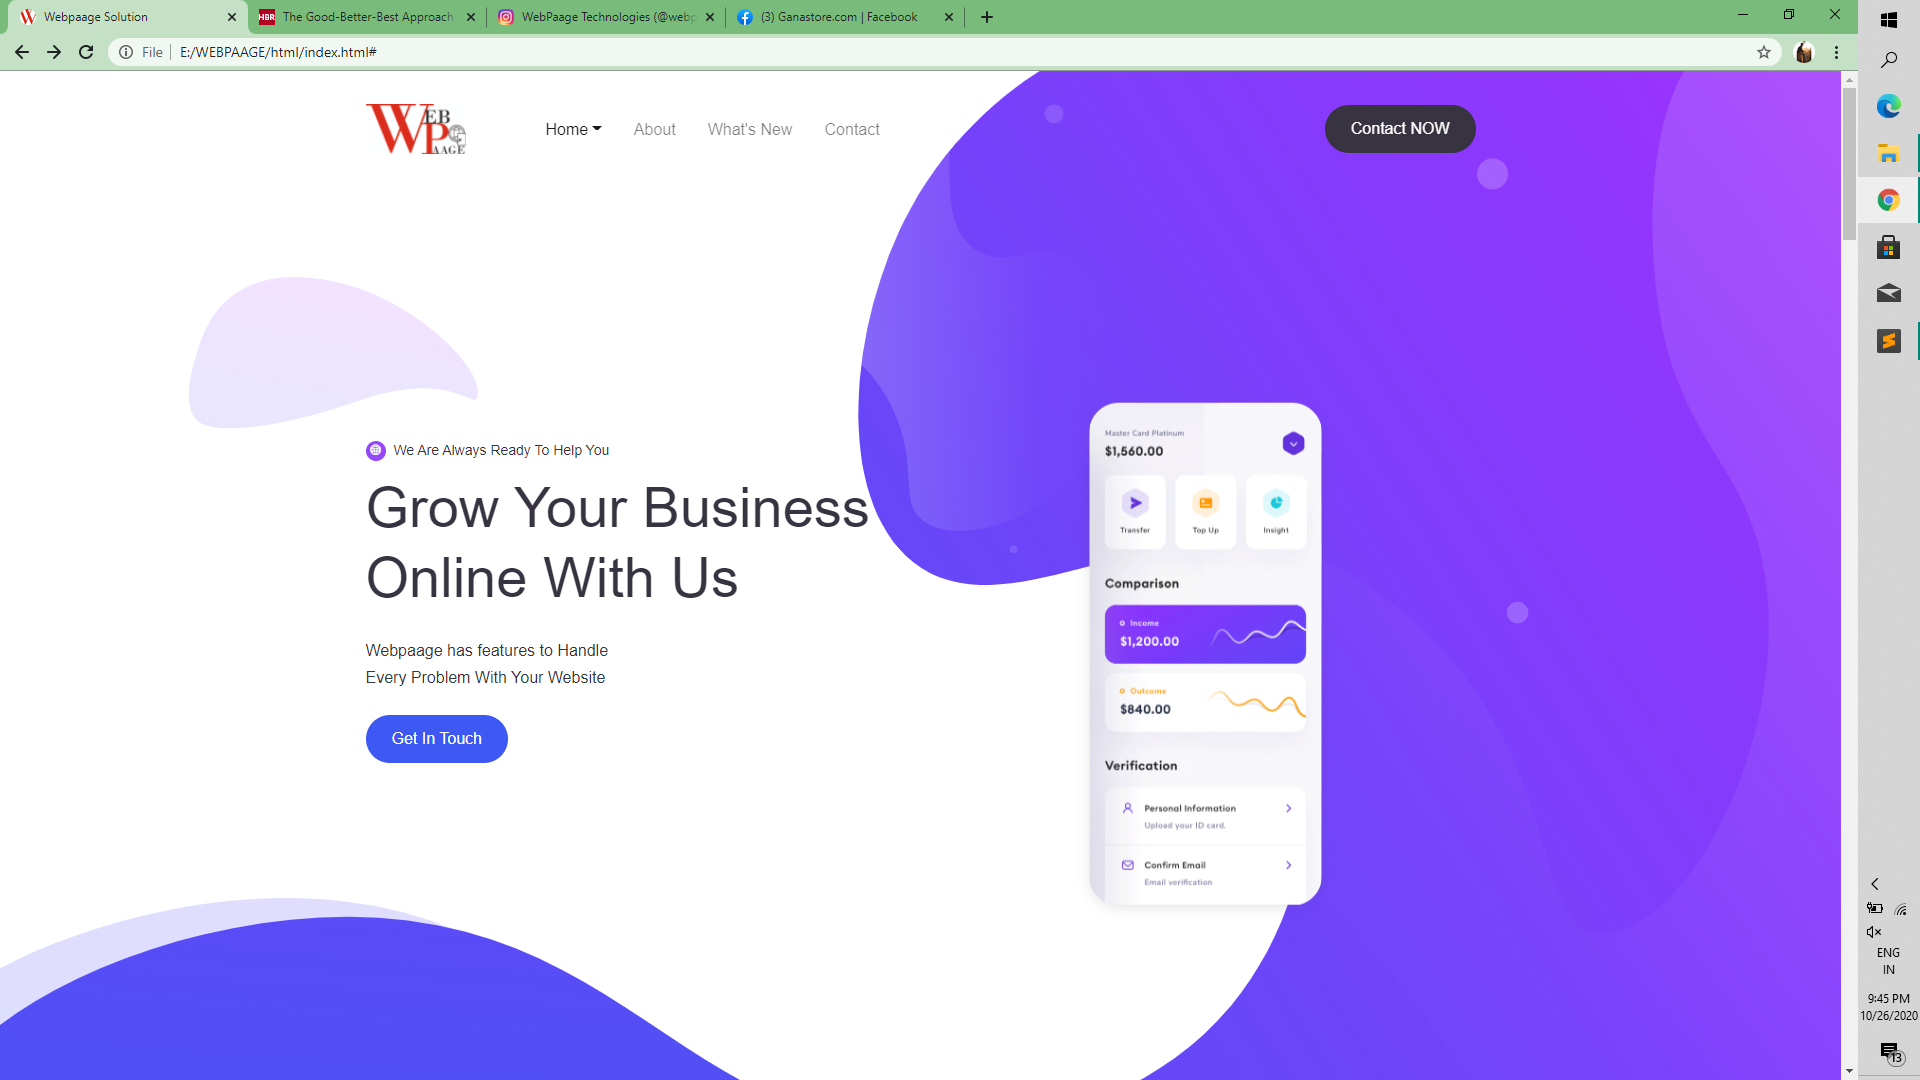 Webpaage Solution
HBR
The Good-Better-Best Approach
WebPaage Technologies (@webp
(3) Ganastore.com | Facebook
File
E:/WEBPAAGE/html/index.html#
WEB
PAAGE
Home
About
What's New
Contact
Contact NOW
We Are Always Ready To Help You
Grow Your Business
Online With Us
Webpaage has features to Handle
Every Problem With Your Website
Get In Touch
Master Card Platinum
$1,560.00
Transfer
Top Up
Insight
Comparison
Income
$1,200.00
Outcome
$840.00
Verification
Personal Information
Upload your ID card.
Confirm Email
Email verification
ENG
IN
9:45 PM
10/26/2020
13